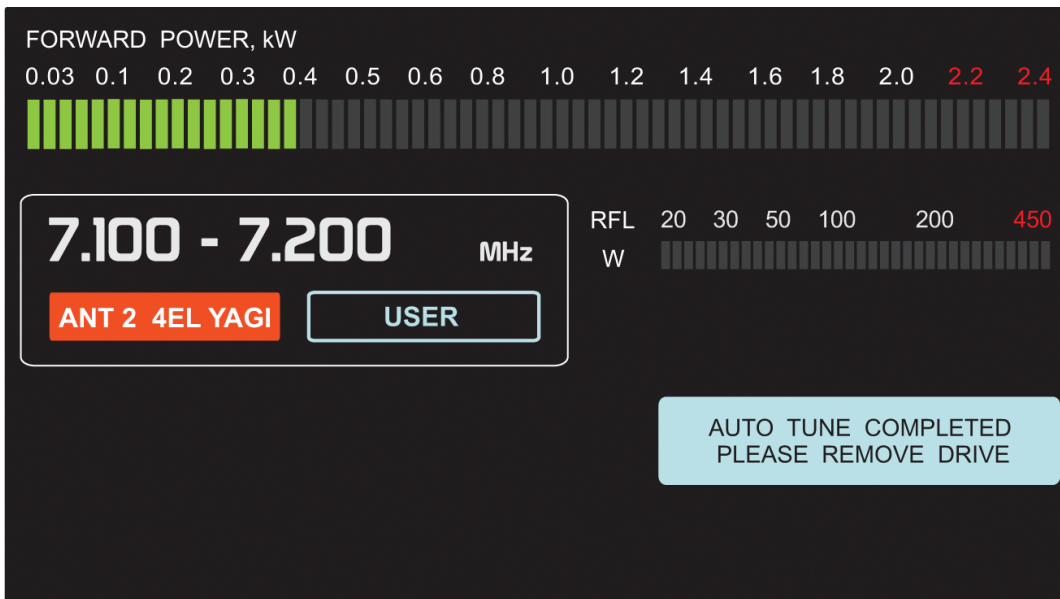 FORWARD POWER, kW
0.03 0.1 0.2 0.3 0.4 0.5 0.6 0.8 1.0 1.2 1.4 1.6 1.8 2.0 2.2 2.4
7.100 - 7.200 MHz
ANT 2 4EL YAGI USER
RFL 20 30 50 100 200 450
W
AUTO TUNE COMPLETED
PLEASE REMOVE DRIVE